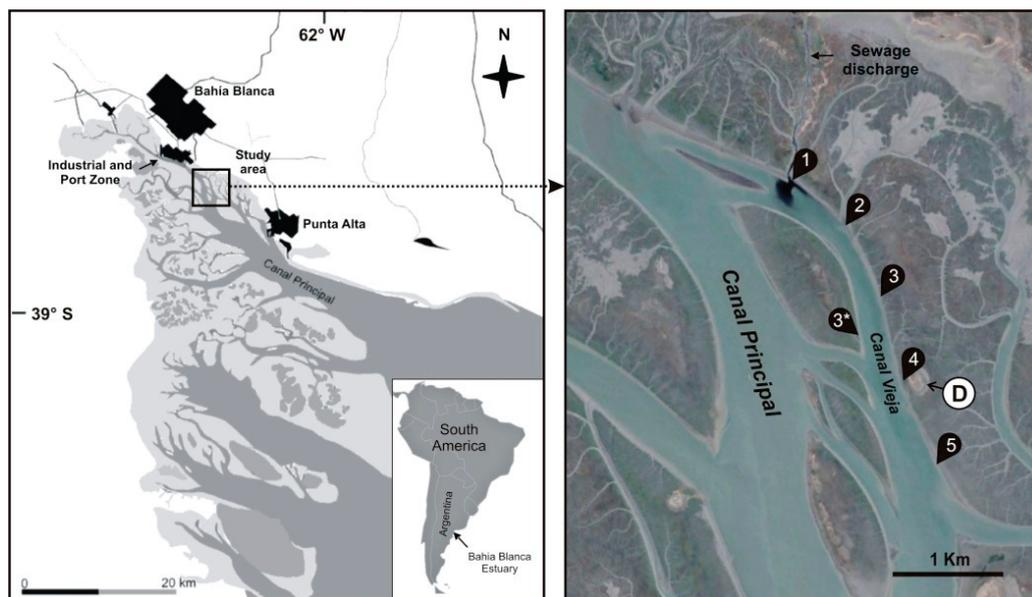 62° W
N
Bahía Blanca
Industrial and
Port Zone
Study
area
Punta Alta
Canal Principal
39° S
South
America
Argentina
Bahia Blanca
Estuary
0
20 km
Sewage
discharge
1
2
3
3*
4
D
5
Canal Principal
Canal Vieja
1 Km